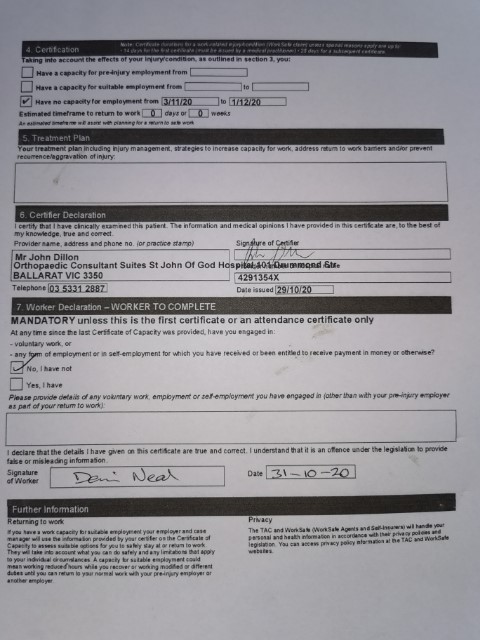 4. Certification
Note: Certificate durations for a work-related injury/condition (WorkSafe
• 14 days for the first certificate (must be issued by a medical practitioner) • 28 days for a subsequent certificate
Taking into account the effects of your injury/condition, as outlined in section 3, you:
Have a capacity for pre-injury employment from
Have a capacity for suitable employment from to
Have no capacity for employment from 3/11/20 to 1/12/20
Estimated timeframe to return to work 0 days or 0 weeks
An estimated timeframe will assist with planning for a return to safe work.
5. Treatment Plan
Your treatment plan including injury management, strategies to increase capacity for work, address return to work barriers and/or prevent
recurrence/aggravation of injury:
6. Certifier Declaration
I certify that I have clinically examined this patient. The information and medical opinions I have provided in this certificate are, to the best of
my knowledge, true and correct.
Provider name, address and phone no. (or practice stamp) Signature of Certifier
Mr John Dillon
Orthopaedic Consultant Suites St John Of God Hospital 101 Drummond Str
BALLARAT VIC 3350 4291354X
Telephone 03 5331 2887 Date issued 29/10/20
7. Worker Declaration – WORKER TO COMPLETE
MANDATORY unless this is the first certificate or an attendance certificate only
At any time since the last Certificate of Capacity was provided, have you engaged in:
- voluntary work, or
- any form of employment or in self-employment for which you have received or been entitled to receive payment in money or otherwise?
No, I have not
Yes, I have
Please provide details of any voluntary work, employment or self-employment you have engaged in (other than with your pre-injury employer
as part of your return to work):
I declare that the details I have given on this certificate are true and correct. I understand that it is an offence under the legislation to provide
false or misleading information.
Signature
of Worker Neal Date 31-10-20
Further Information
Returning to work
If you have a work capacity for suitable employment your employer and case
manager will use the information provided by your certifier on the Certificate of
Capacity to assess suitable options for you to safely stay at or return to work.
They will take into account what you can do safely and any limitations that apply
to your individual circumstances. A capacity for suitable employment could
mean working reduced hours while you recover or working modified or different
duties until you can return to your normal work with your pre-injury employer or
another employer.
Privacy
The TAC and WorkSafe (WorkSafe Agents and Self-Insurers) will handle your
personal and health information in accordance with their privacy policies and
legislation. You can access privacy policy information at the TAC and WorkSafe
websites.